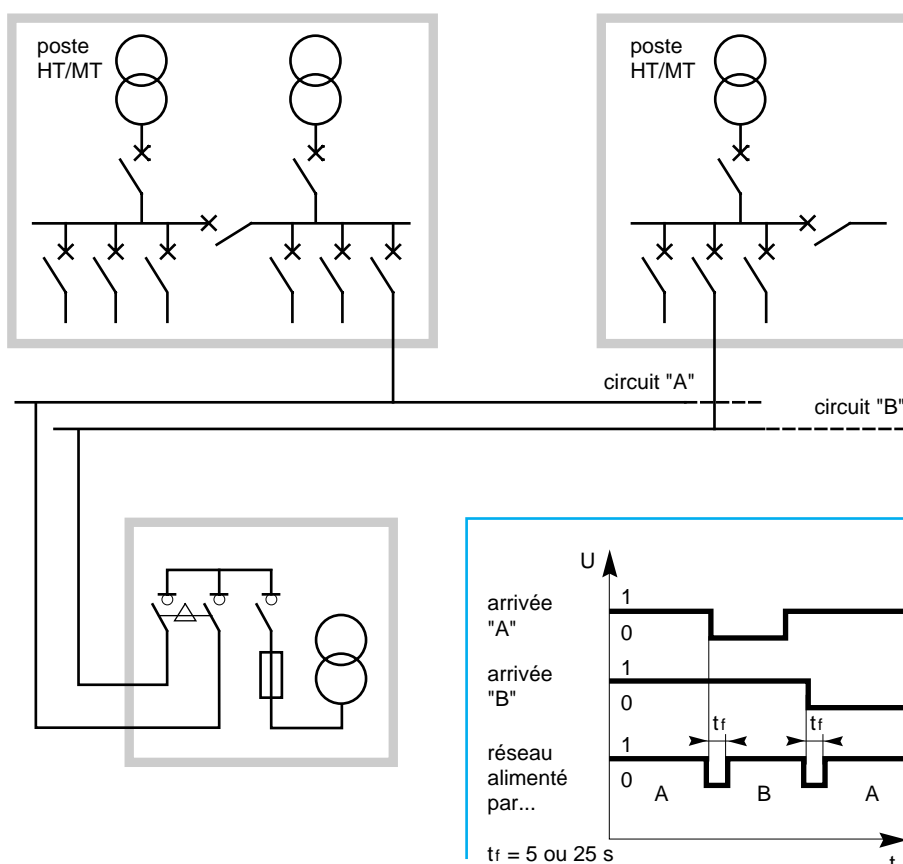 poste
HT/MT
poste
HT/MT
circuit "A"
circuit "B"
U
arrivée
"A"
1
0
arrivée
"B"
1
0
tf
tf
réseau
alimenté
par...
1
0
A
B
A
tf = 5 ou 25 s
t